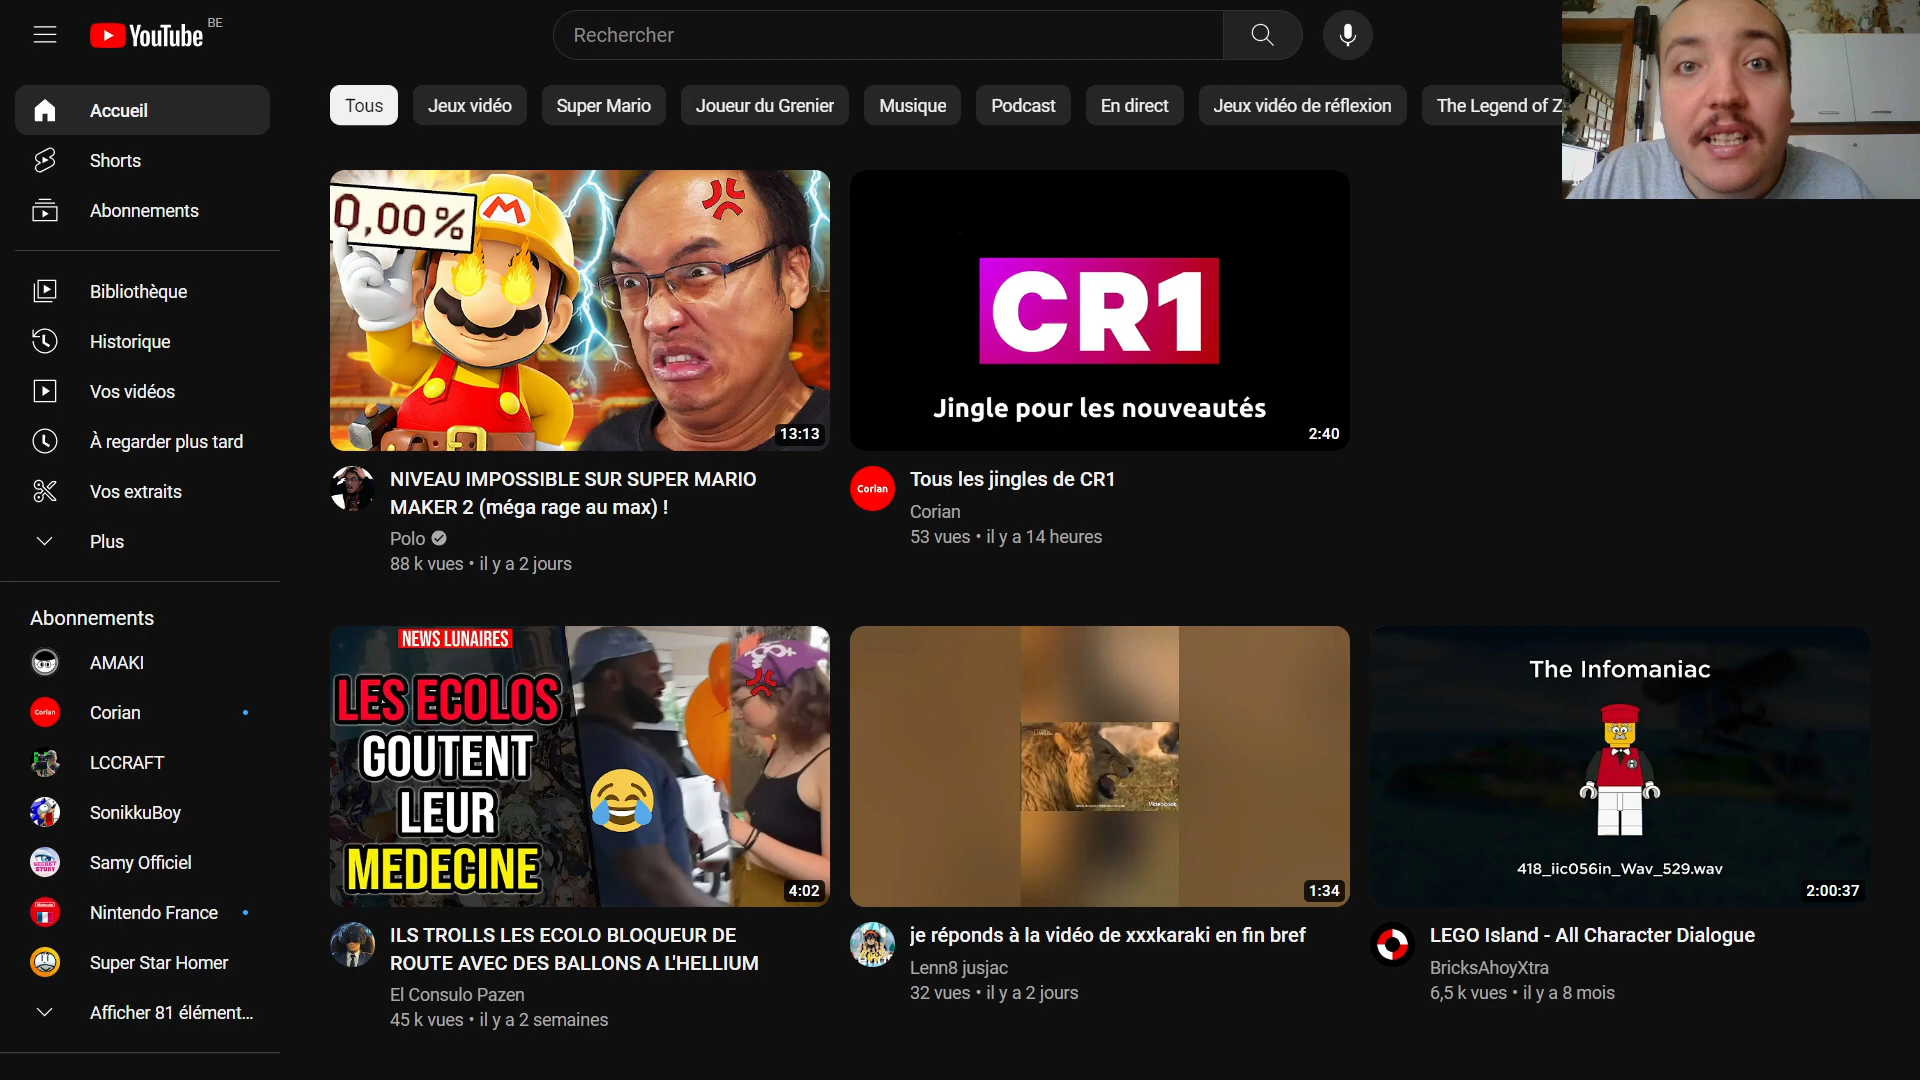 YouTube BE
Rechercher
Accueil
Shorts
Abonnements
Bibliothèque
Historique
Vos vidéos
À regarder plus tard
Vos extraits
Plus
Abonnements
AMAKI
Corian
LCCRAFT
SonikkuBoy
Samy Officiel
Nintendo France
Super Star Homer
Afficher 81 élément...
Tous
Jeux vidéo
Super Mario
Joueur du Grenier
Musique
Podcast
En direct
Jeux vidéo de réflexion
The Legend of Z
0,00%
M
13:13
NIVEAU IMPOSSIBLE SUR SUPER MARIO
MAKER 2 (méga rage au max) !
Polo
88 k vues • il y a 2 jours
CR1
Jingle pour les nouveautés
2:40
Corian
Tous les jingles de CR1
Corian
53 vues • il y a 14 heures
NEWS LUNAIRES
LES ECOLOS
GOUTENT
LEUR
MEDECINE
4:02
ILS TROLLS LES ECOLO BLOQUEUR DE
ROUTE AVEC DES BALLONS A L'HELLIUM
El Consulo Pazen
45 k vues • il y a 2 semaines
1:34
je réponds à la vidéo de xxxkaraki en fin bref
Lenn8 jusjac
32 vues • il y a 2 jours
The Infomaniac
418_iic056in_Wav_529.wav
2:00:37
LEGO Island - All Character Dialogue
BricksAhoyXtra
6,5 k vues • il y a 8 mois